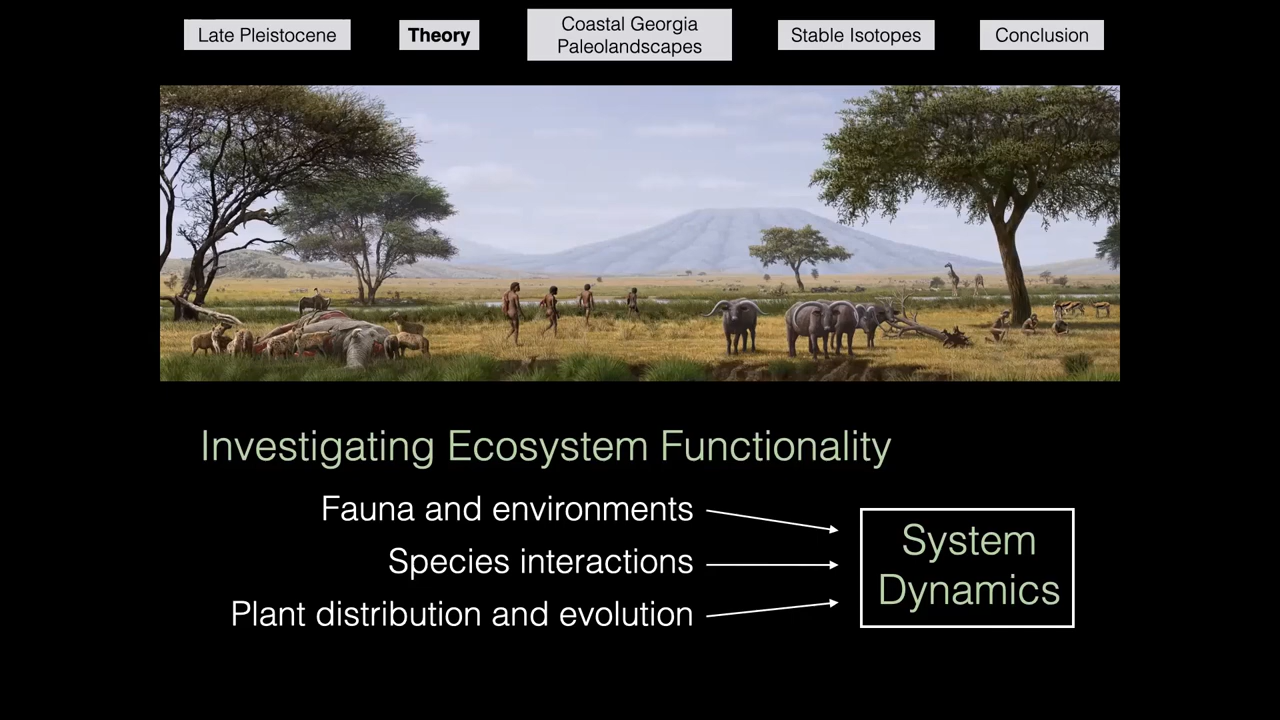 Late Pleistocene
Theory
Coastal Georgia
Paleolandscapes
Stable Isotopes
Conclusion
Investigating Ecosystem Functionality
Fauna and environments
Species interactions
Plant distribution and evolution
System
Dynamics